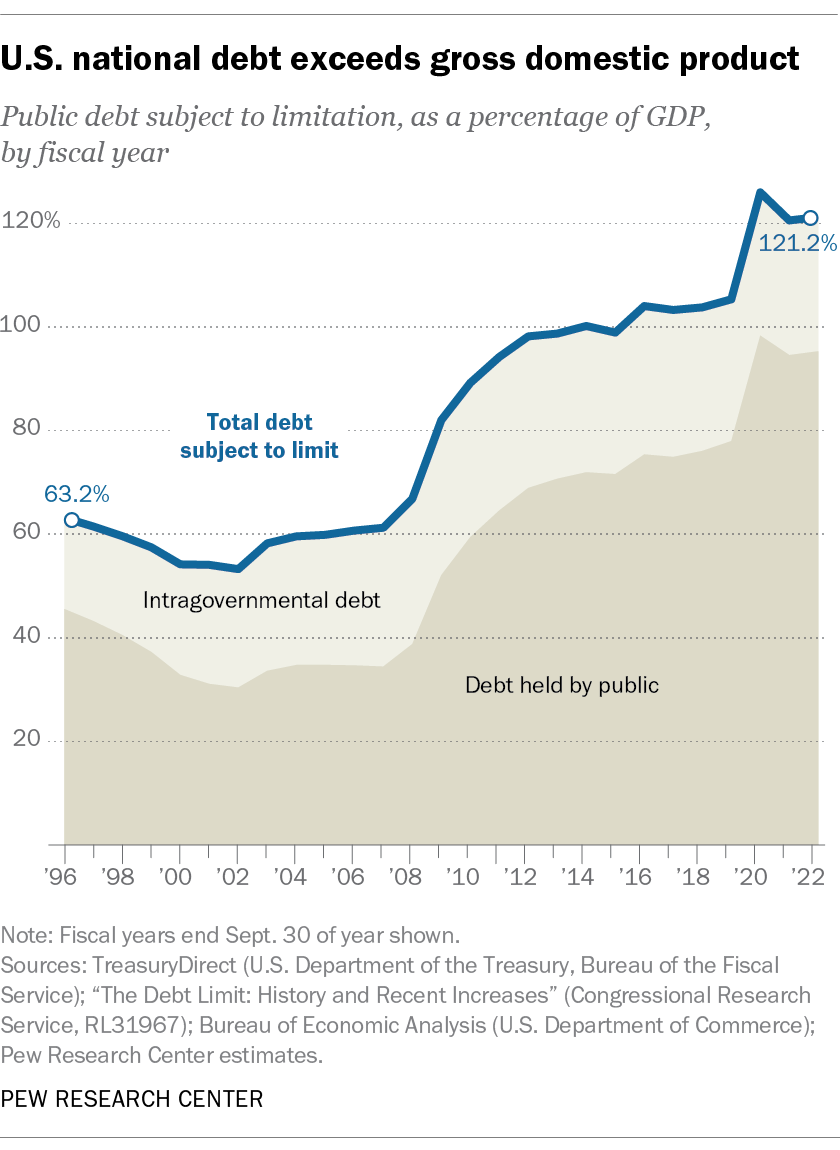 U.S. national debt exceeds gross domestic product
Public debt subject to limitation, as a percentage of GDP,
by fiscal year
120%
121.2%
100
80
Total debt
subject to limit
63.2%
60
Intragovernmental debt
40
Debt held by public
20
’96 ’98 ’00 ’02 ’04 ’06 ’08 ’10 ’12 ’14 ’16 ’18 ’20 ’22
Note: Fiscal years end Sept. 30 of year shown.
Sources: TreasuryDirect (U.S. Department of the Treasury, Bureau of the Fiscal
Service); “The Debt Limit: History and Recent Increases” (Congressional Research
Service, RL31967); Bureau of Economic Analysis (U.S. Department of Commerce);
Pew Research Center estimates.
PEW RESEARCH CENTER